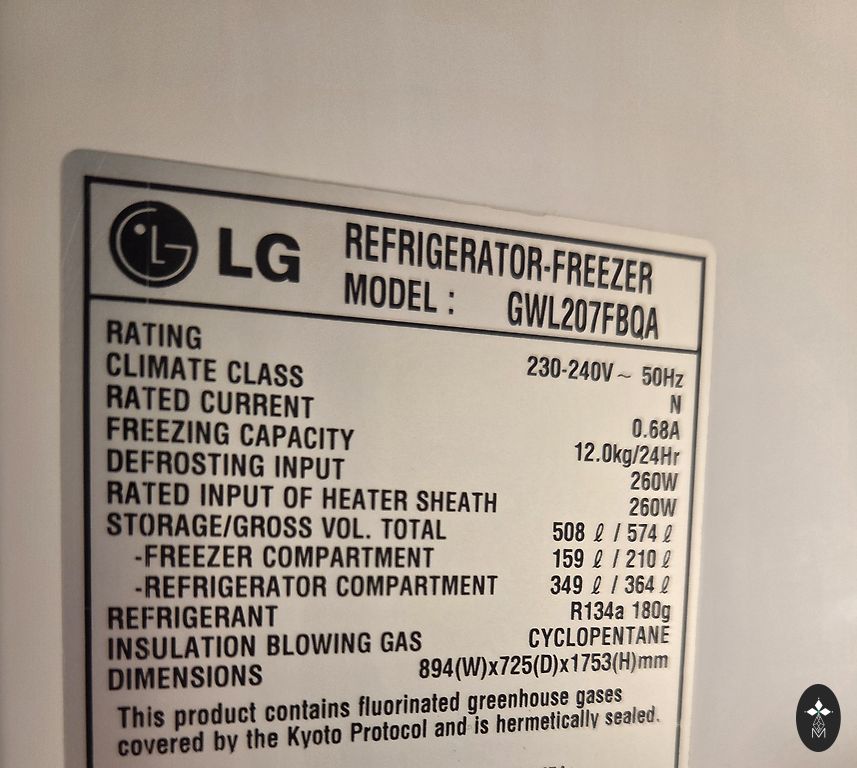 LG REFRIGERATOR-FREEZER
MODEL : GWL207FBQA
RATING 230-240V ~ 50Hz
CLIMATE CLASS N
RATED CURRENT 0.68A
FREEZING CAPACITY 12.0kg/24Hr
DEFROSTING INPUT 260W
RATED INPUT OF HEATER SHEATH 260W
STORAGE/GROSS VOL. TOTAL 508 ℓ / 574 ℓ
-FREEZER COMPARTMENT 159 ℓ / 210 ℓ
-REFRIGERATOR COMPARTMENT 349 ℓ / 364 ℓ
REFRIGERANT R134a 180g
INSULATION BLOWING GAS CYCLOPENTANE
DIMENSIONS 894(W)x725(D)x1753(H)mm
This product contains fluorinated greenhouse gases
covered by the Kyoto Protocol and is hermetically sealed.